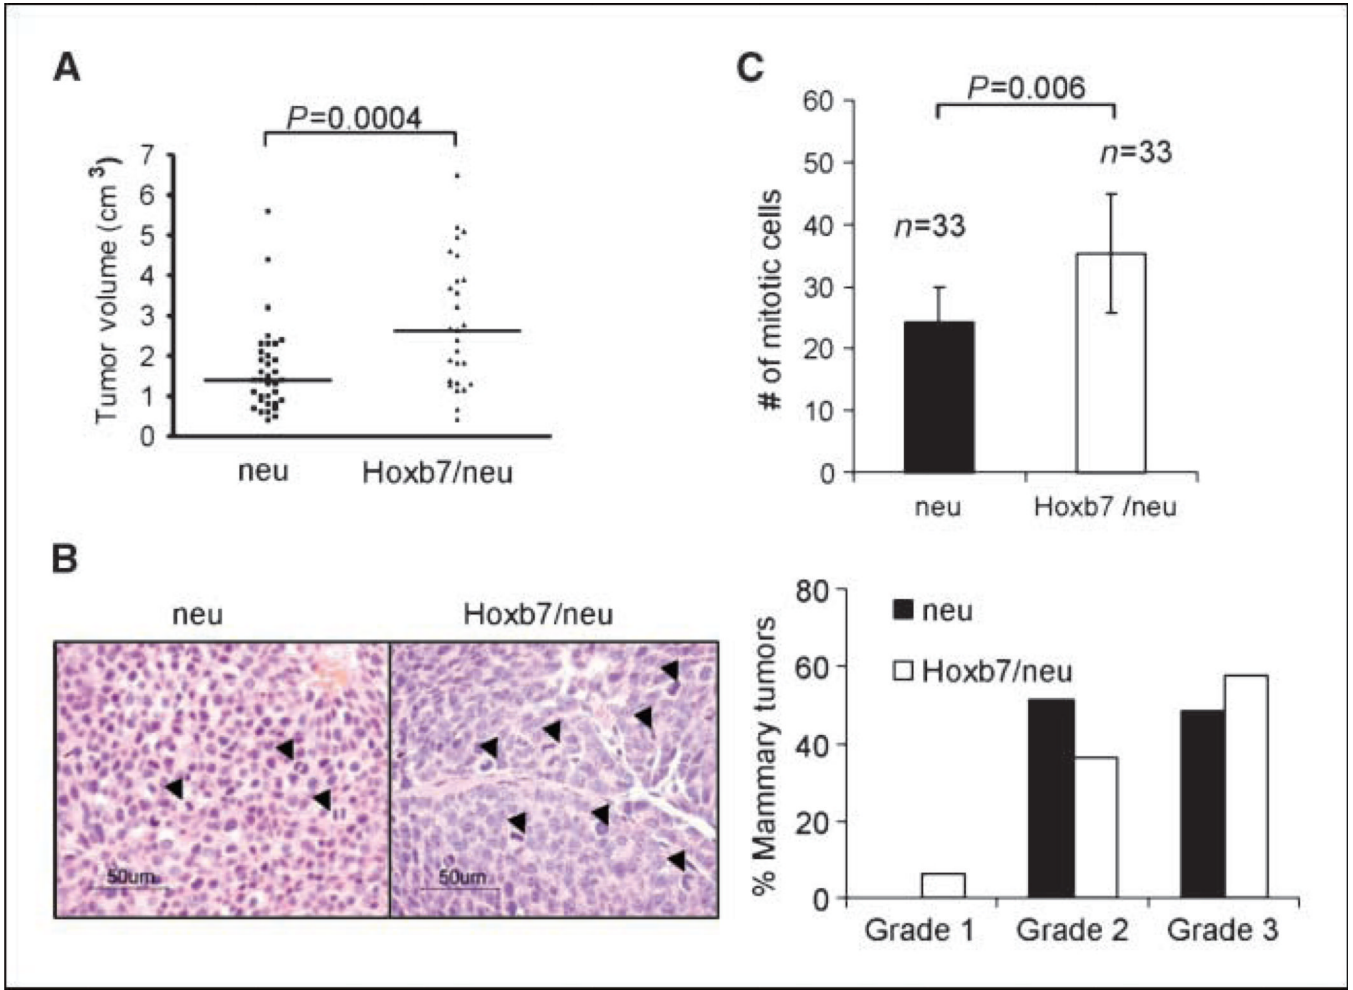 A
P=0.0004
Tumor volume (cm3)
7
6
5
4
3
2
1
0
neu
Hoxb7/neu
B
neu
Hoxb7/neu
50um
50um
C
P=0.006
n=33
n=33
# of mitotic cells
60
50
40
30
20
10
0
neu
Hoxb7 /neu
% Mammary tumors
80
60
40
20
0
neu
Hoxb7/neu
Grade 1
Grade 2
Grade 3